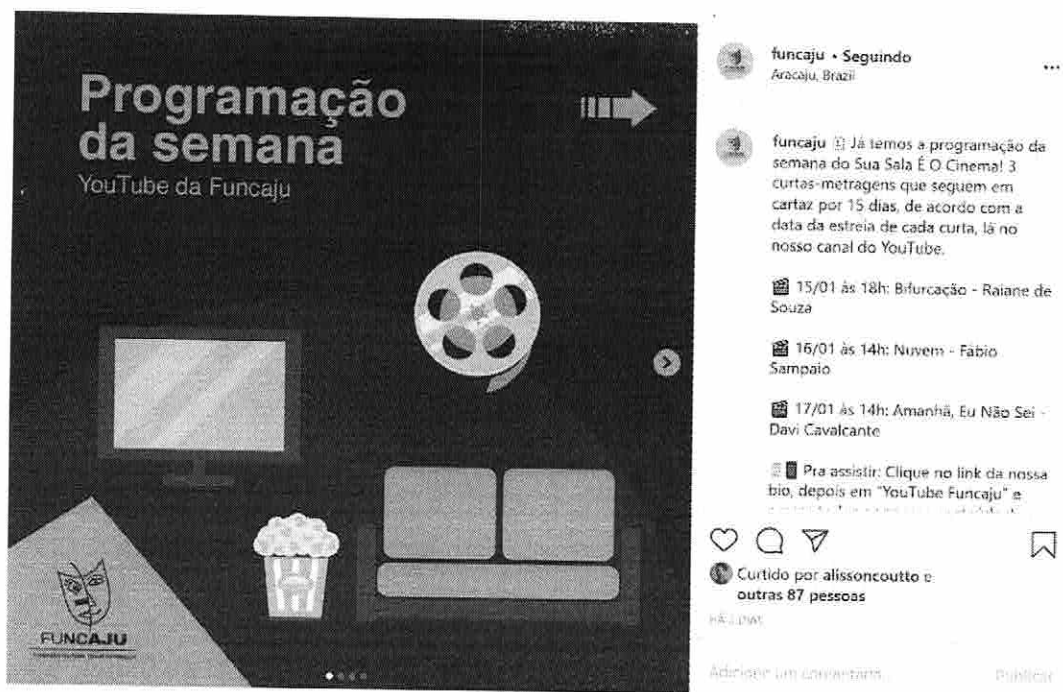 Programação
da semana
YouTube da Funcaju
FUNCAJU
funcaju • Seguindo
Aracaju, Brazil
funcaju Já temos a programação da
semana do Sua Sala É O Cinema! 3
curtas-metragens que seguem em
cartaz por 15 dias, de acordo com a
data da estreia de cada curta, lá no
nosso canal do YouTube.
15/01 às 18h: Bifurcação - Raiane de
Souza
16/01 às 14h: Nuvem - Fábio
Sampaio
17/01 às 14h: Amanhã, Eu Não Sei -
Davi Cavalcante
Pra assistir: Clique no link da nossa
bio, depois em "YouTube Funcaju" e
Curtido por alissoncoutto e
outras 87 pessoas
Adicione um comentário...
Publicar